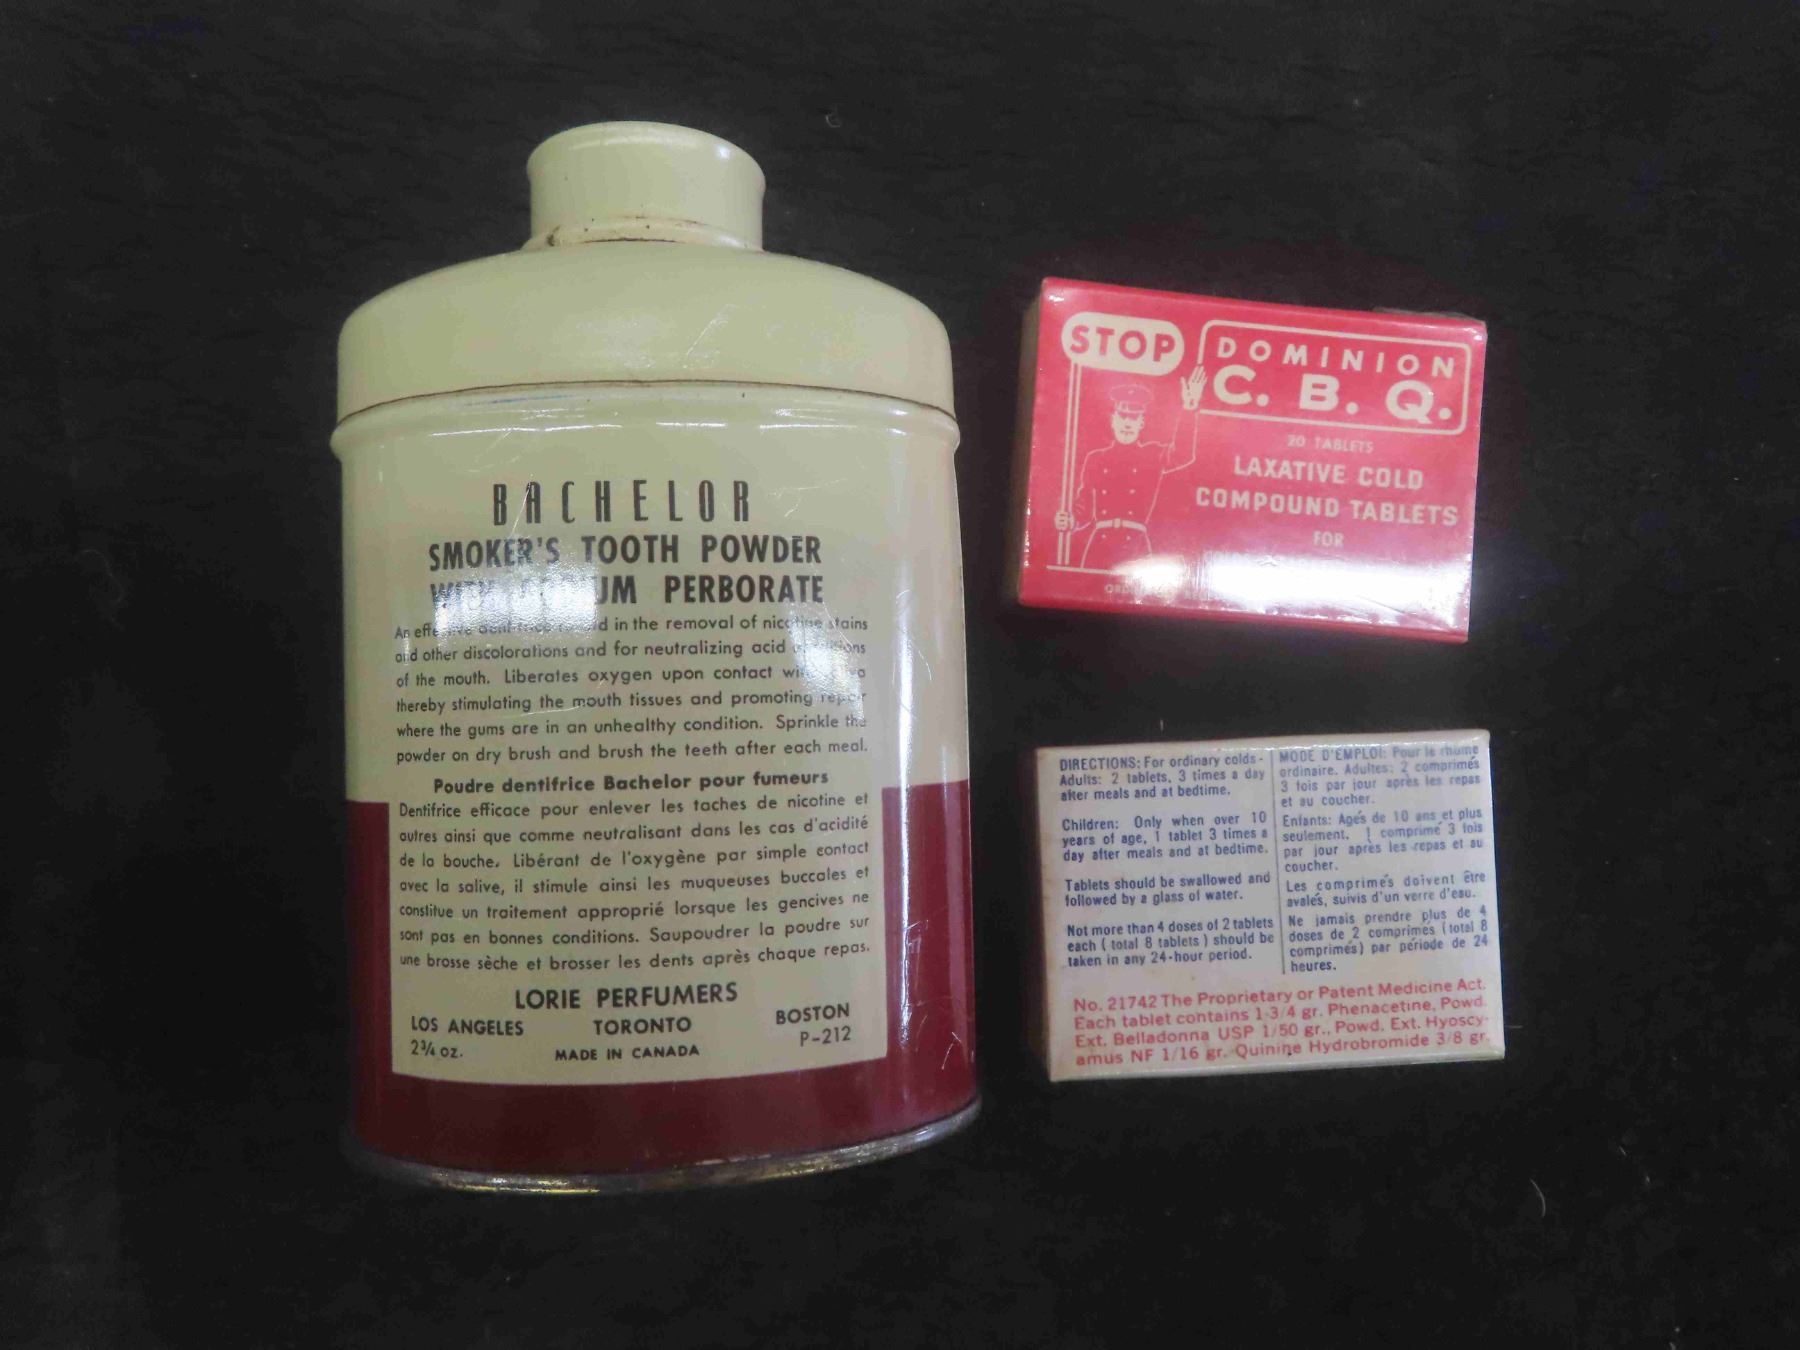 BACHELOR
SMOKER'S TOOTH POWDER
WITH PERBORATE
An effective in the removal of nicotine stains
and other discolorations and for neutralizing acid
of the mouth. Liberates oxygen upon contact
thereby stimulating the mouth tissues and promoting repair
where the gums are in an unhealthy condition. Sprinkle the
powder on dry brush and brush the teeth after each meal.
Poudre dentifrice Bachelor pour fumeurs
Dentifrice efficace pour enlever les taches de nicotine et
autres ainsi que comme neutralisant dans les cas d'acidité
de la bouche. Libérant de l'oxygène par simple contact
avec la salive, il stimule ainsi les muqueuses buccales et
constitue un traitement approprié lorsque les gencives ne
sont pas en bonnes conditions. Saupoudrer la poudre sur
une brosse sèche et brosser les dents après chaque repas.
LORIE PERFUMERS
LOS ANGELES TORONTO BOSTON
2¾ oz. MADE IN CANADA P-212
STOP
DOMINION
C. B. Q.
20 TABLETS
LAXATIVE COLD
COMPOUND TABLETS
FOR
DIRECTIONS: For ordinary colds-
Adults: 2 tablets, 3 times a day
after meals and at bedtime.
Children: Only when over 10
years of age, 1 tablet 3 times a
day after meals and at bedtime.
Tablets should be swallowed and
followed by a glass of water.
Not more than 4 doses of 2 tablets
each (total 8 tablets) should be
taken in any 24-hour period.
MODE D'EMPLOI: Pour le rhume
ordinaire. Adultes: 2 comprimés
3 fois par jour après les repas
et au coucher.
Enfants: Agés de 10 ans et plus
seulement. 1 comprimé 3 fois
par jour après les repas et au
coucher.
Les comprimés doivent être
avalés, suivis d'un verre d'eau.
Ne jamais prendre plus de 4
doses de 2 comprimés (total 8
comprimés) par période de 24
heures.
No. 21742 The Proprietary or Patent Medicine Act.
Each tablet contains 1-3/4 gr. Phenacetine, Powd.
Ext. Belladonna USP 1/50 gr., Powd. Ext. Hyoscy-
amus NF 1/16 gr. Quinine Hydrobromide 3/8 gr.